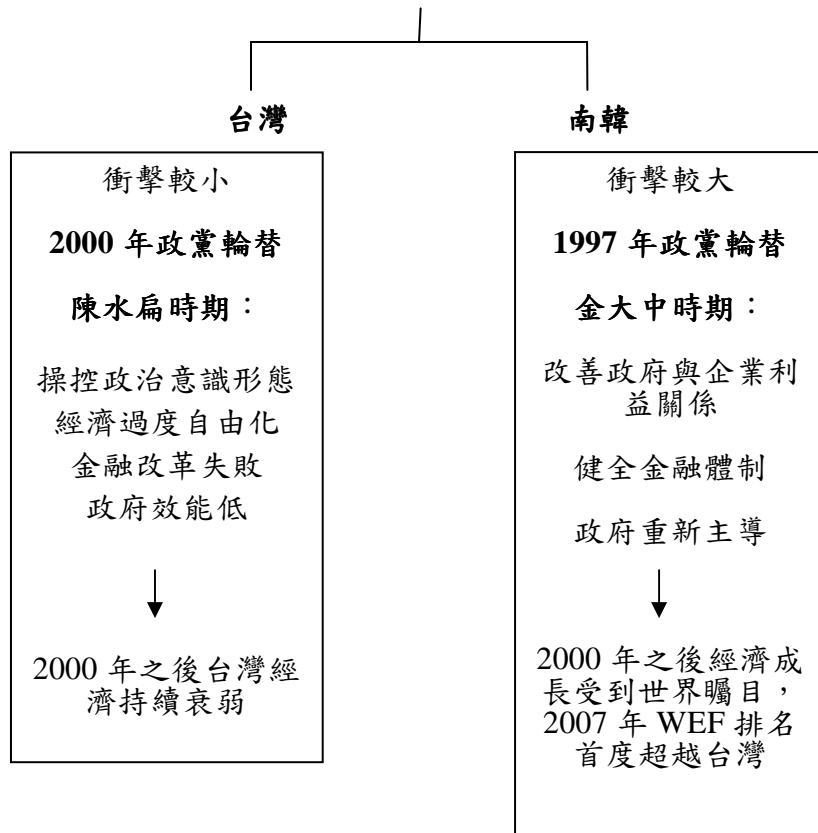 台灣
衝擊較小
2000 年政黨輪替
陳水扁時期：
操控政治意識形態
經濟過度自由化
金融改革失敗
政府效能低
2000 年之後台灣經
濟持續衰弱
南韓
衝擊較大
1997 年政黨輪替
金大中時期：
改善政府與企業利
益關係
健全金融體制
政府重新主導
2000 年之後經濟成
長受到世界矚目，
2007 年 WEF 排名
首度超越台灣